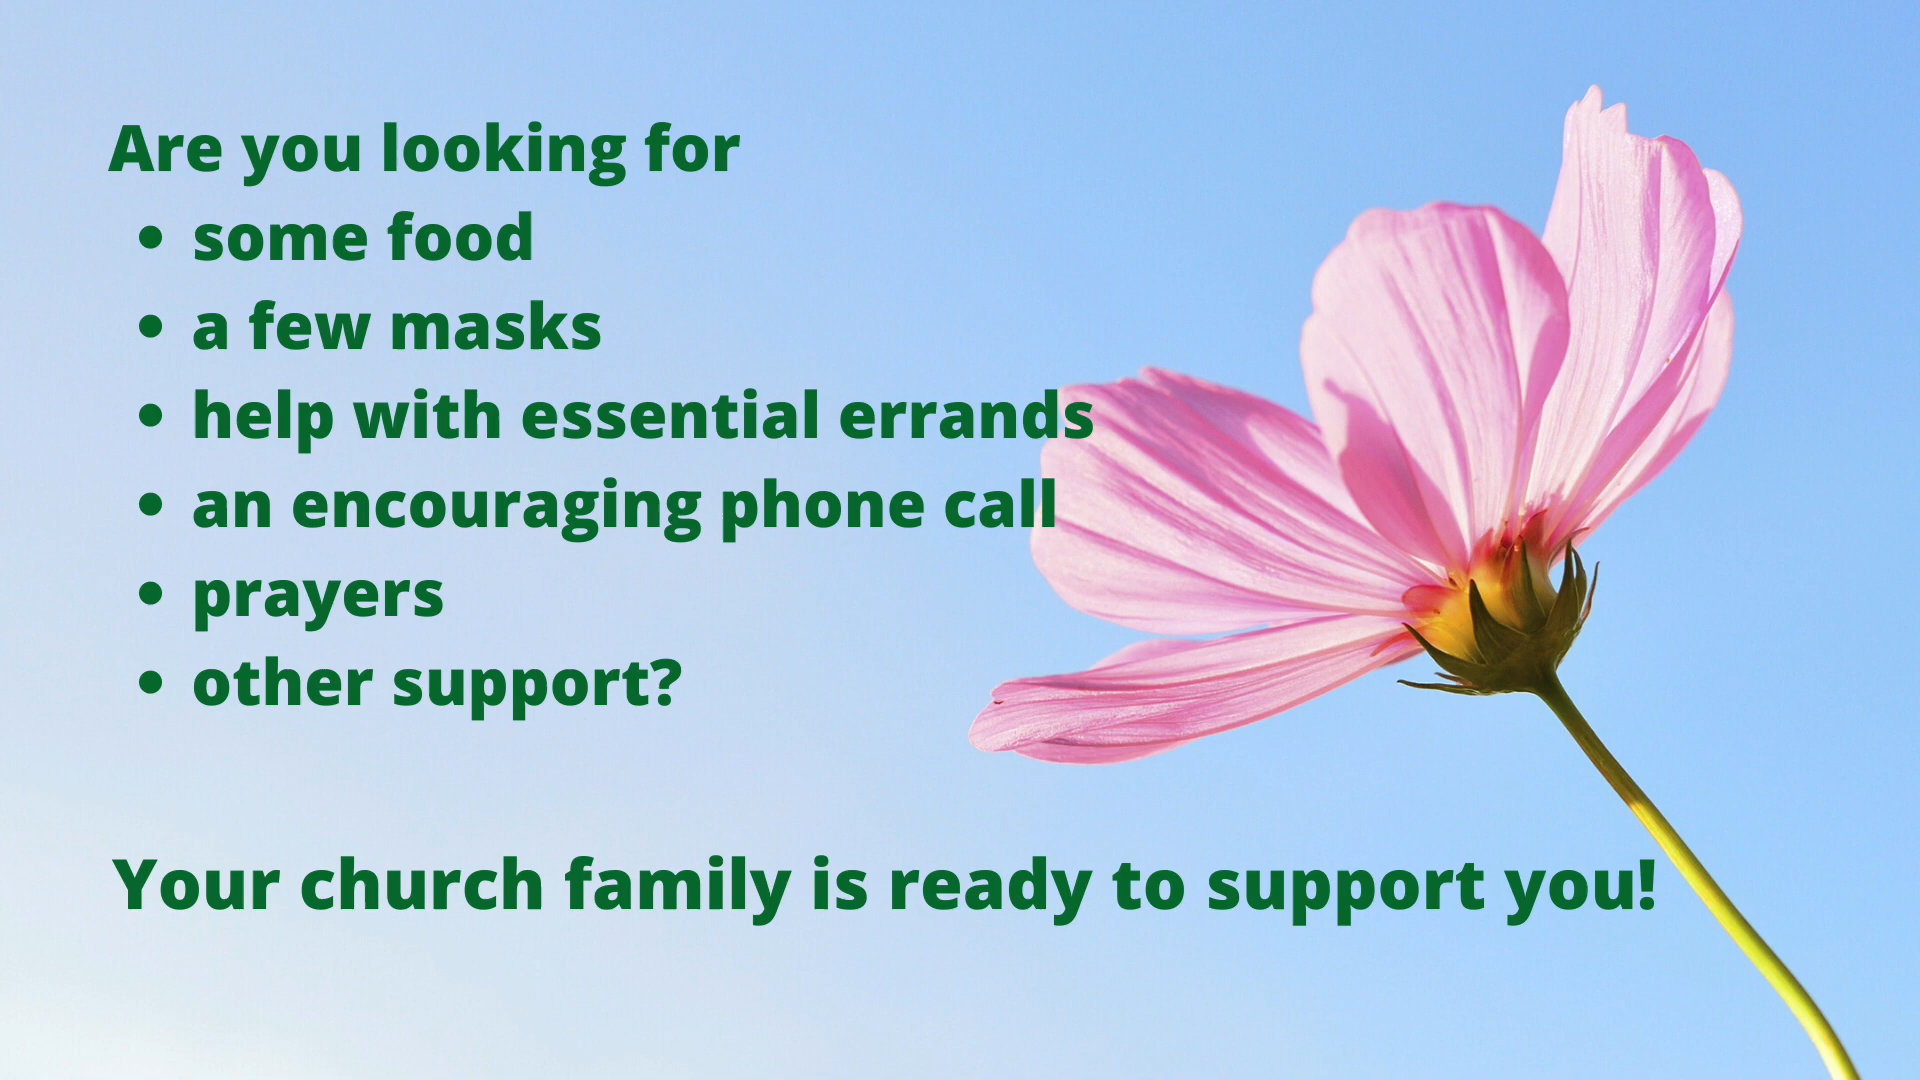 Are you looking for
• some food
• a few masks
• help with essential errands
• an encouraging phone call
• prayers
• other support?
Your church family is ready to support you!